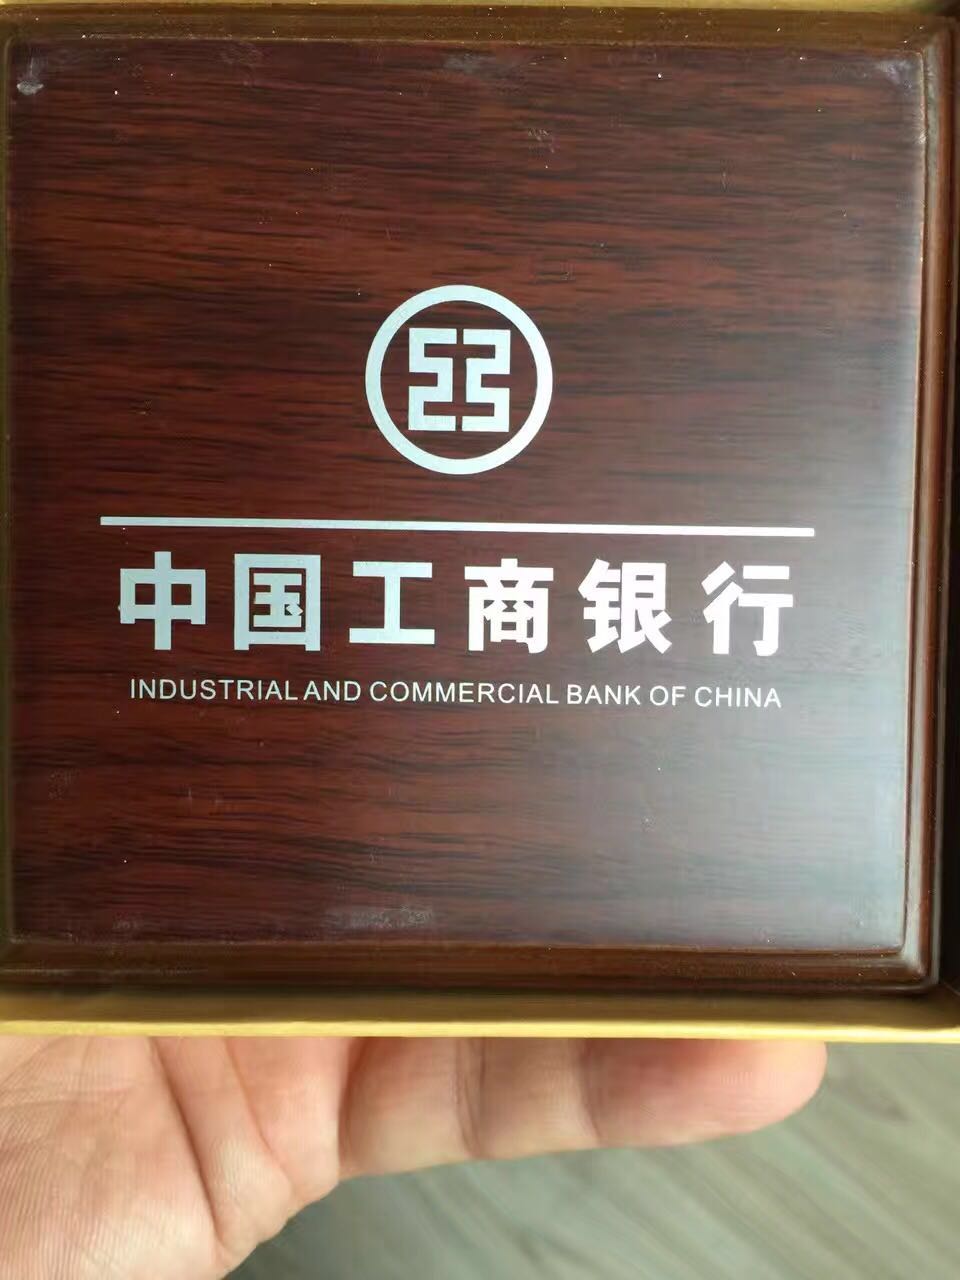 中国工商银行
INDUSTRIAL AND COMMERCIAL BANK OF CHINA